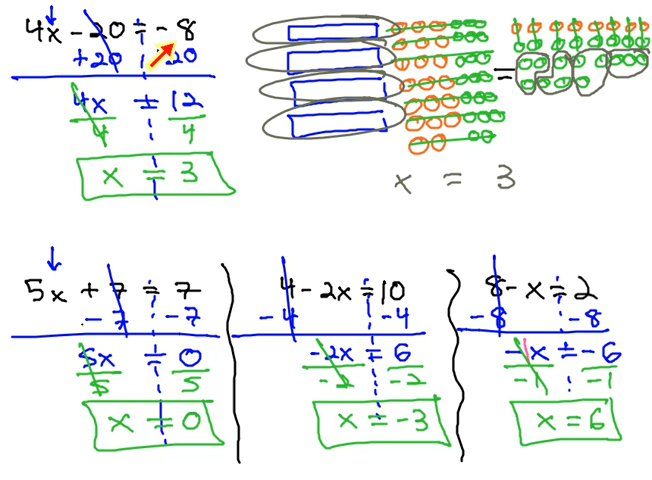 4x - 20 = -8
+20 20
4x = 12
4 4
x = 3
=
x = 3
5x + 7 = 7
-7 -7
5x = 0
5 5
x = 0
4 - 2x = 10
-4 -4
-2x = 6
-2 -2
x = -3
8 - x = 2
-8 -8
-1x = -6
-1 -1
x = 6